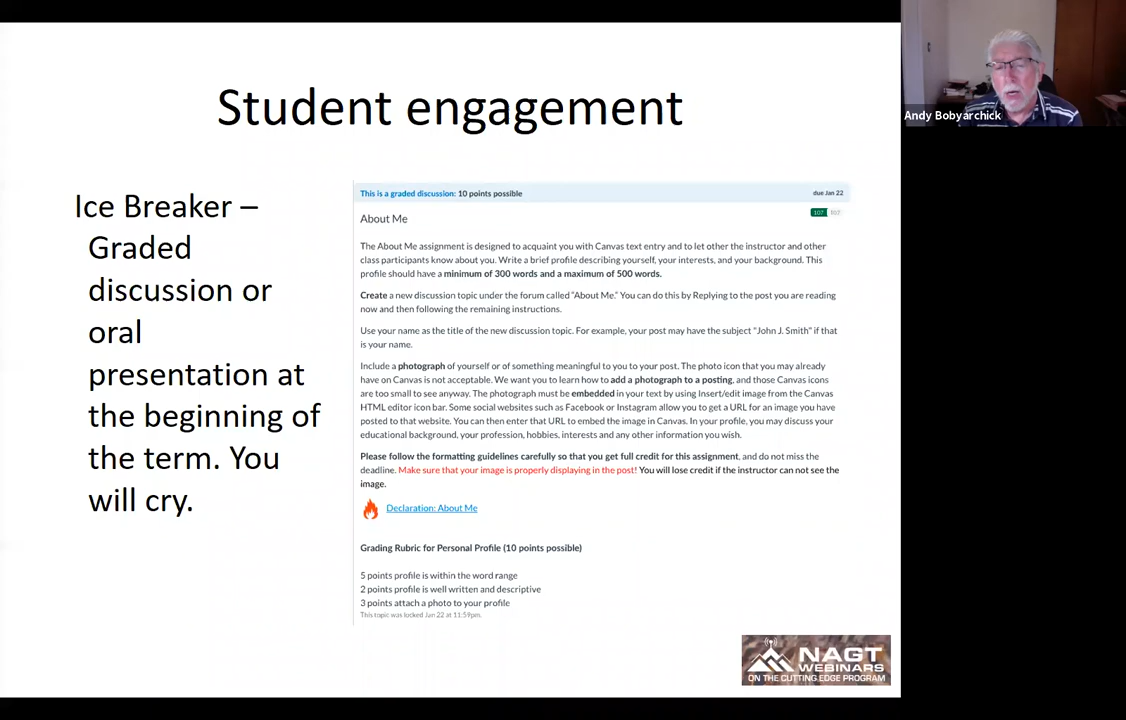 Student engagement
Andy Bobyarchick
Ice Breaker –
Graded
discussion or
oral
presentation at
the beginning of
the term. You
will cry.
This is a graded discussion: 10 points possible
due Jan 22
About Me
107 107
The About Me assignment is designed to acquaint you with Canvas text entry and to let other the instructor and other
class participants know about you. Write a brief profile describing yourself, your interests, and your background. This
profile should have a minimum of 300 words and a maximum of 500 words.
Create a new discussion topic under the forum called "About Me." You can do this by Replying to the post you are reading
now and then following the remaining instructions.
Use your name as the title of the new discussion topic. For example, your post may have the subject "John J. Smith" if that
is your name.
Include a photograph of yourself or of something meaningful to you to your post. The photo icon that you may already
have on Canvas is not acceptable. We want you to learn how to add a photograph to a posting, and those Canvas icons
are too small to see anyway. The photograph must be embedded in your text by using Insert/edit image from the Canvas
HTML editor icon bar. Some social websites such as Facebook or Instagram allow you to get a URL for an image you have
posted to that website. You can then enter that URL to embed the image in Canvas. In your profile, you may discuss your
educational background, your profession, hobbies, interests and any other information you wish.
Please follow the formatting guidelines carefully so that you get full credit for this assignment, and do not miss the
deadline. Make sure that your image is properly displaying in the post! You will lose credit if the instructor can not see the
image.
Declaration: About Me
Grading Rubric for Personal Profile (10 points possible)
5 points profile is within the word range
2 points profile is well written and descriptive
3 points attach a photo to your profile
This topic was locked Jan 22 at 11:59pm.
NAGT
WEBINARS
ON THE CUTTING EDGE PROGRAM